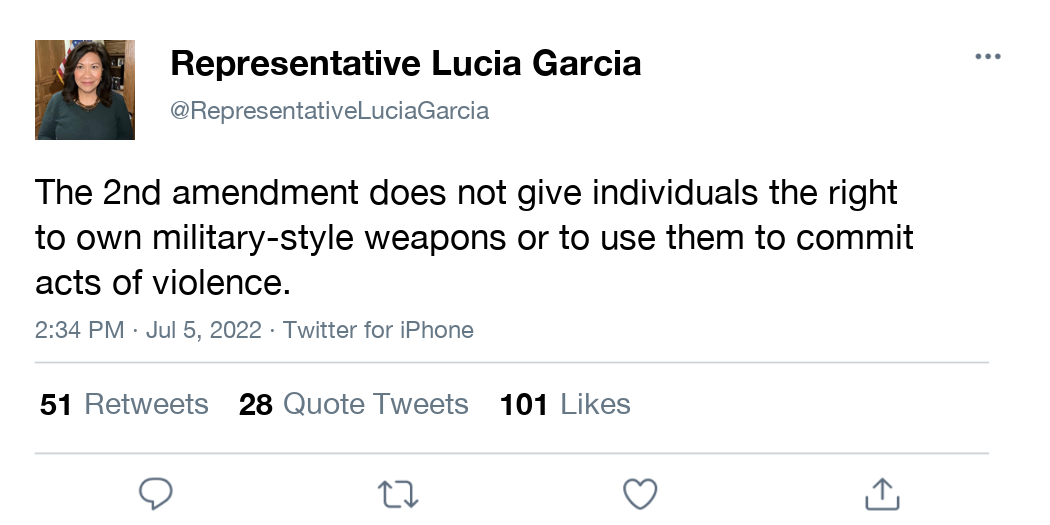 Representative Lucia Garcia
@RepresentativeLuciaGarcia
The 2nd amendment does not give individuals the right
to own military-style weapons or to use them to commit
acts of violence.
2:34 PM · Jul 5, 2022 · Twitter for iPhone
51 Retweets 28 Quote Tweets 101 Likes